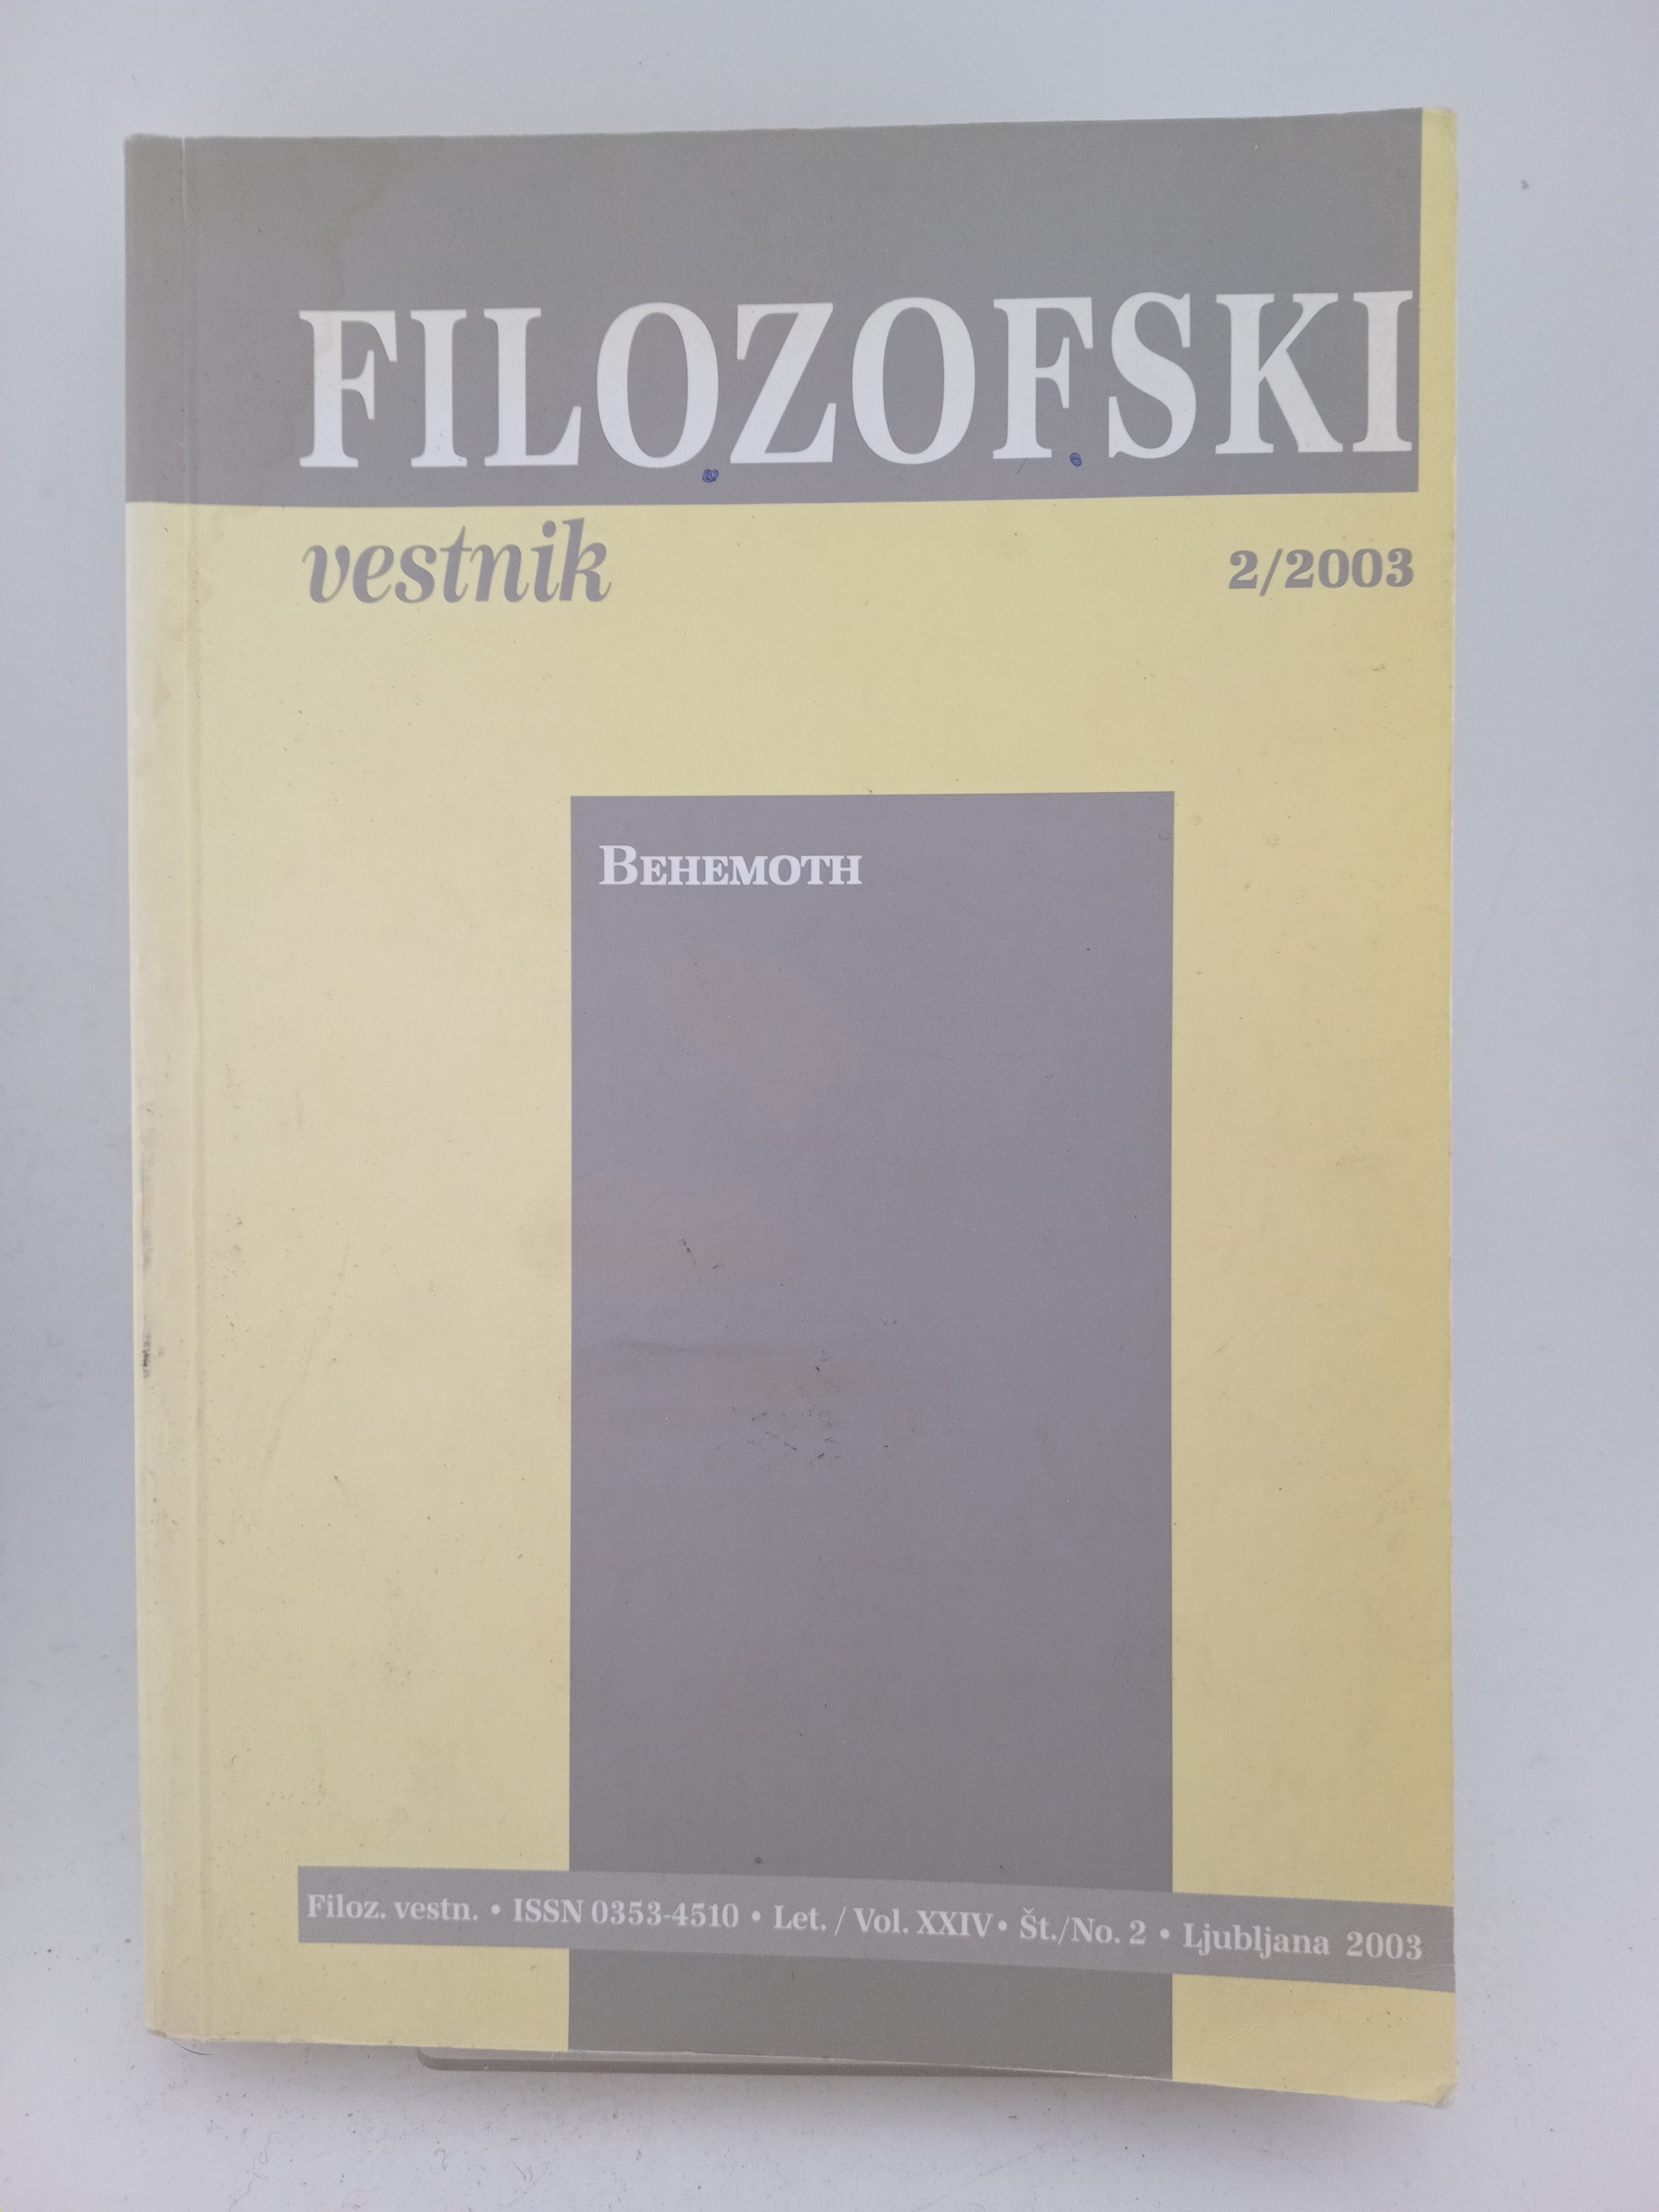 FILOZOFSKI
vestnik
2/2003
BEHEMOTH
Filoz. vestn. • ISSN 0353-4510 • Let. / Vol. XXIV • Št./No. 2 • Ljubljana 2003